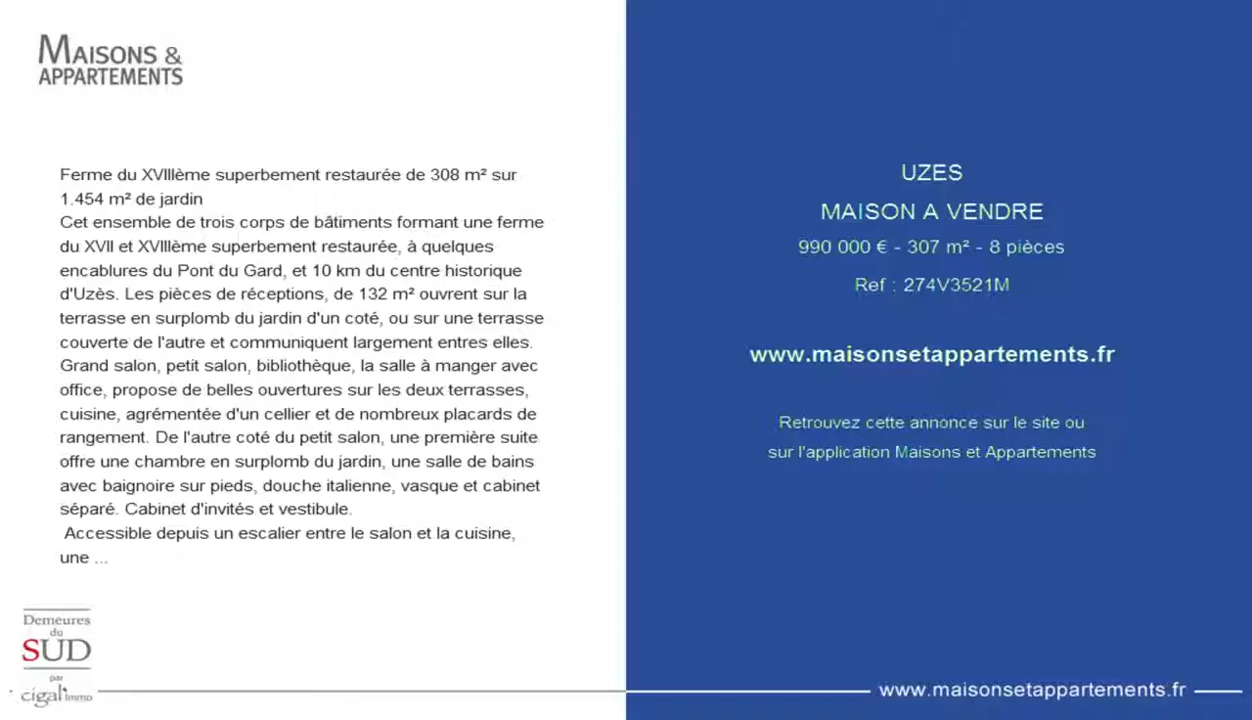 MAISONS &
APPARTEMENTS
Ferme du XVIIIème superbement restaurée de 308 m² sur
1.454 m² de jardin
Cet ensemble de trois corps de bâtiments formant une ferme
du XVII et XVIIIème superbement restaurée, à quelques
encablures du Pont du Gard, et 10 km du centre historique
d'Uzès. Les pièces de réceptions, de 132 m² ouvrent sur la
terrasse en surplomb du jardin d'un coté, ou sur une terrasse
couverte de l'autre et communiquent largement entres elles.
Grand salon, petit salon, bibliothèque, la salle à manger avec
office, propose de belles ouvertures sur les deux terrasses,
cuisine, agrémentée d'un cellier et de nombreux placards de
rangement. De l'autre coté du petit salon, une première suite
offre une chambre en surplomb du jardin, une salle de bains
avec baignoire sur pieds, douche italienne, vasque et cabinet
séparé. Cabinet d'invités et vestibule.
Accessible depuis un escalier entre le salon et la cuisine,
une ...
Demeures
du
SUD
par
cigal'immo
UZES
MAISON A VENDRE
990 000 € - 307 m² - 8 pièces
Ref : 274V3521M
www.maisonsetappartements.fr
Retrouvez cette annonce sur le site ou
sur l'application Maisons et Appartements
www.maisonsetappartements.fr